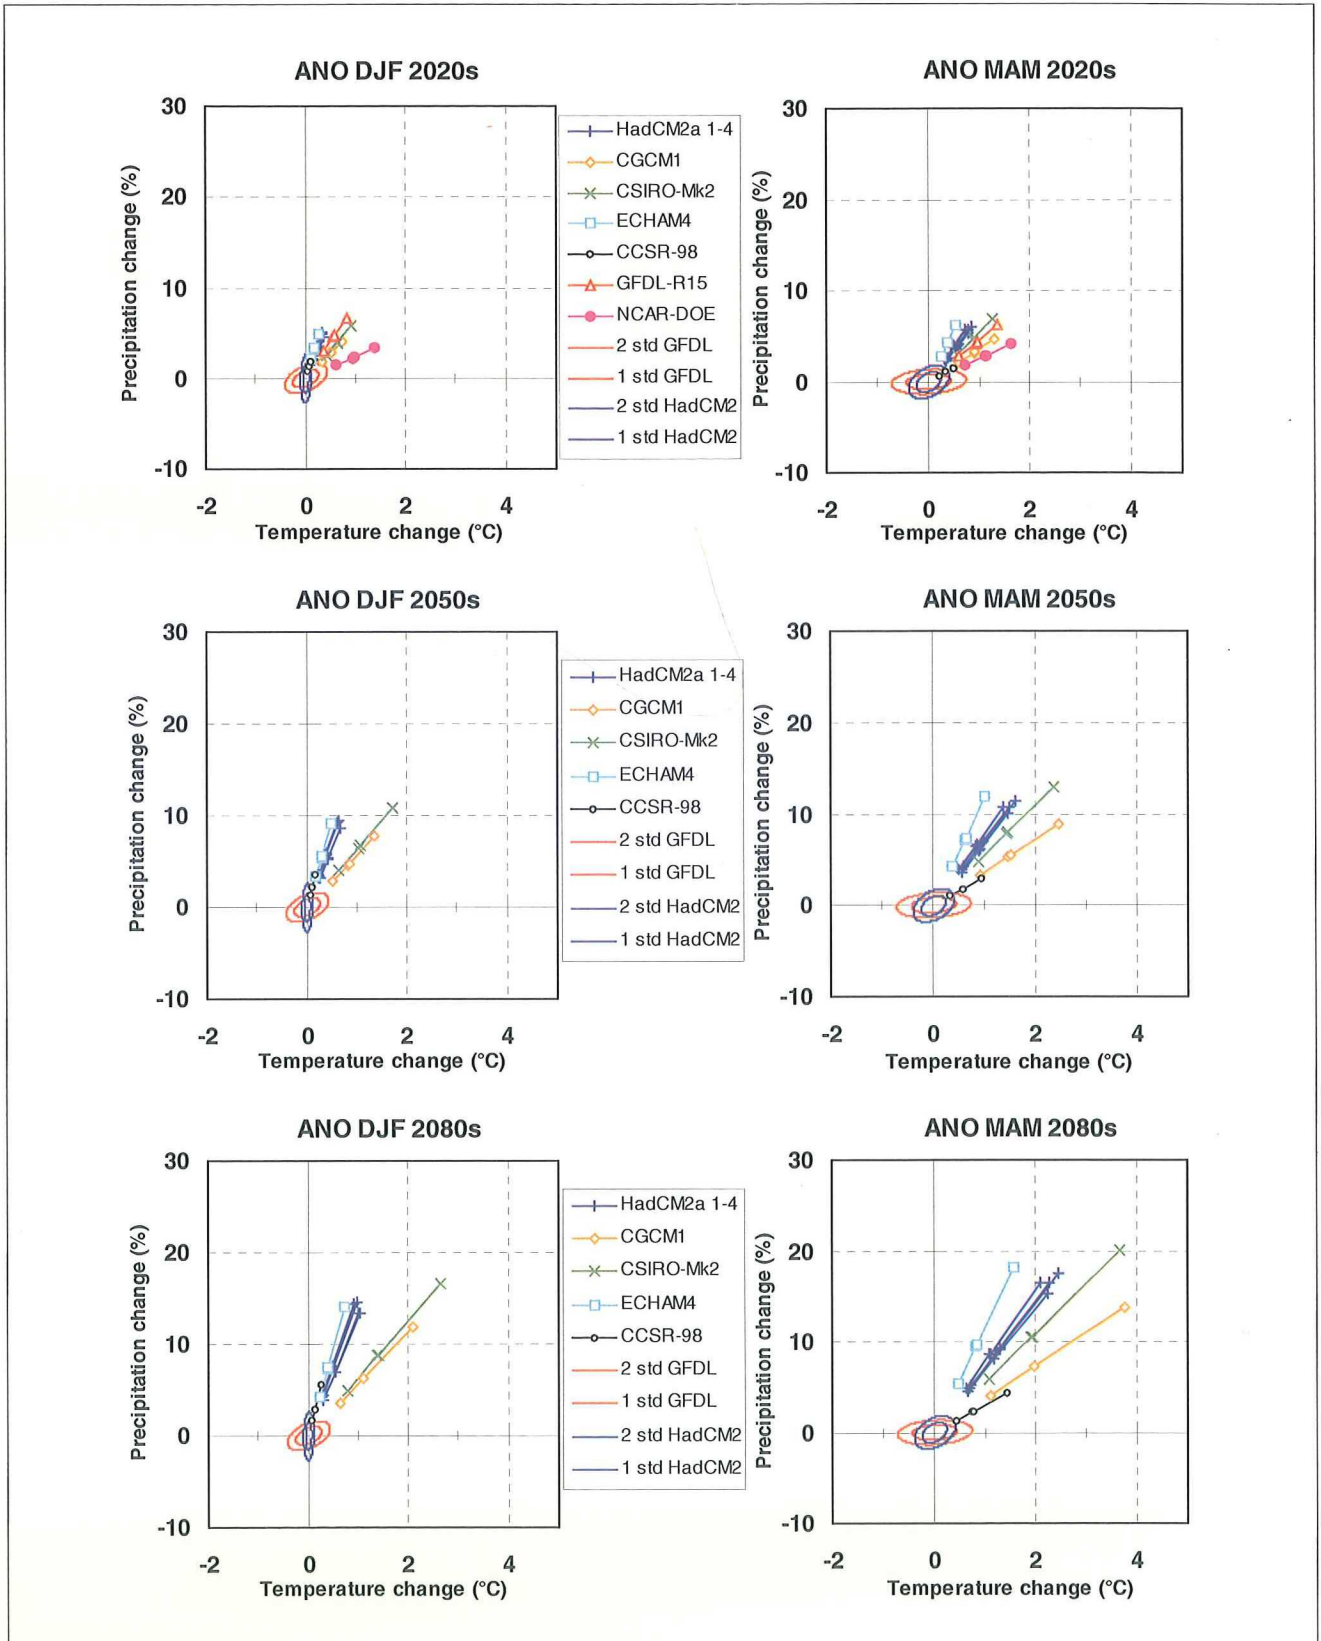 ANO DJF 2020s
30
20
10
0
-10
-2 0 2 4
Precipitation change (%)
Temperature change (°C)
HadCM2a 1-4
CGCM1
CSIRO-Mk2
ECHAM4
CCSR-98
GFDL-R15
NCAR-DOE
2 std GFDL
1 std GFDL
2 std HadCM2
1 std HadCM2
ANO MAM 2020s
30
20
10
0
-10
-2 0 2 4
Precipitation change (%)
Temperature change (°C)
ANO DJF 2050s
30
20
10
0
-10
-2 0 2 4
Precipitation change (%)
Temperature change (°C)
HadCM2a 1-4
CGCM1
CSIRO-Mk2
ECHAM4
CCSR-98
2 std GFDL
1 std GFDL
2 std HadCM2
1 std HadCM2
ANO MAM 2050s
30
20
10
0
-10
-2 0 2 4
Precipitation change (%)
Temperature change (°C)
ANO DJF 2080s
30
20
10
0
-10
-2 0 2 4
Precipitation change (%)
Temperature change (°C)
HadCM2a 1-4
CGCM1
CSIRO-Mk2
ECHAM4
CCSR-98
2 std GFDL
1 std GFDL
2 std HadCM2
1 std HadCM2
ANO MAM 2080s
30
20
10
0
-10
-2 0 2 4
Precipitation change (%)
Temperature change (°C)